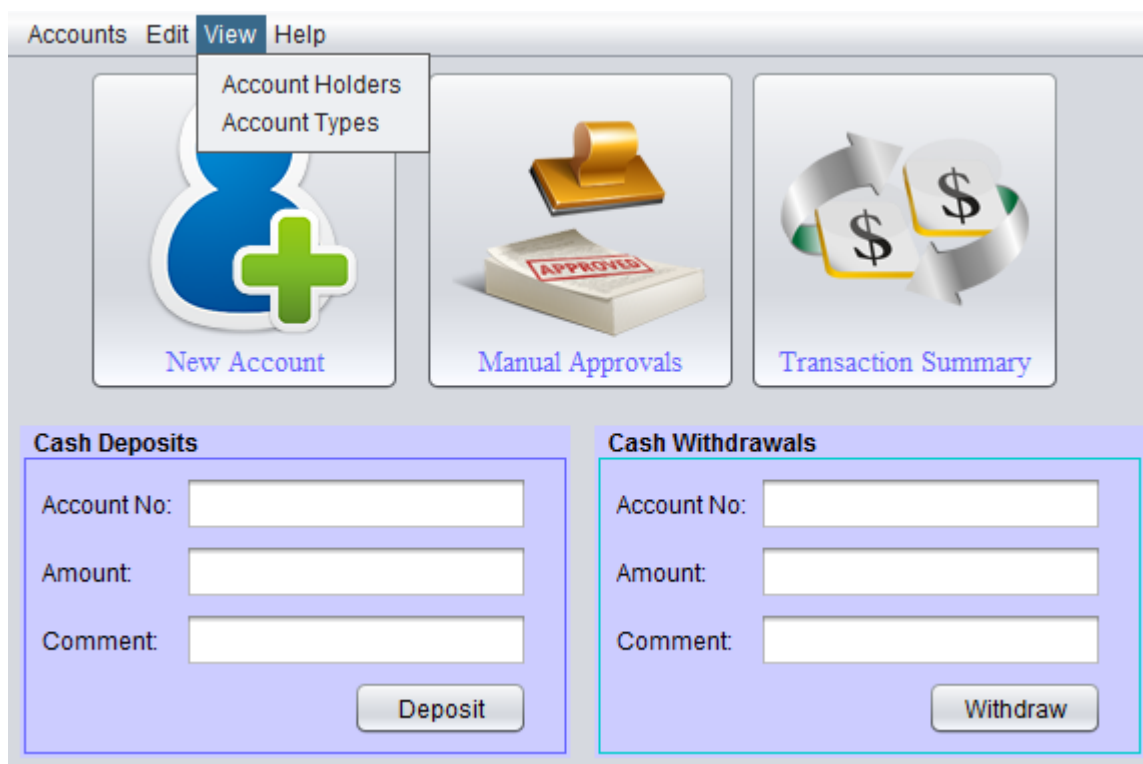 Accounts Edit View Help
Account Holders
Account Types
APPROVED
$ $
New Account Manual Approvals Transaction Summary
Cash Deposits Cash Withdrawals
Account No: Account No:
Amount: Amount:
Comment: Comment:
Deposit Withdraw